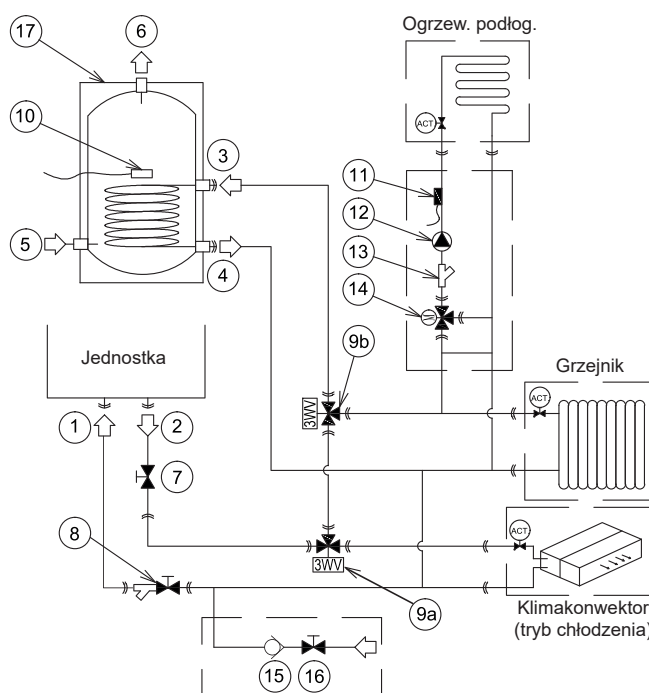 17
6
Ogrzew. podłog.
10
3
ACT
11
12
5
13
4
14
Jednostka
9b
Grzejnik
3WV
ACT
1
2
7
8
ACT
3WV
9a
Klimakonwektor
(tryb chłodzenia)
15
16